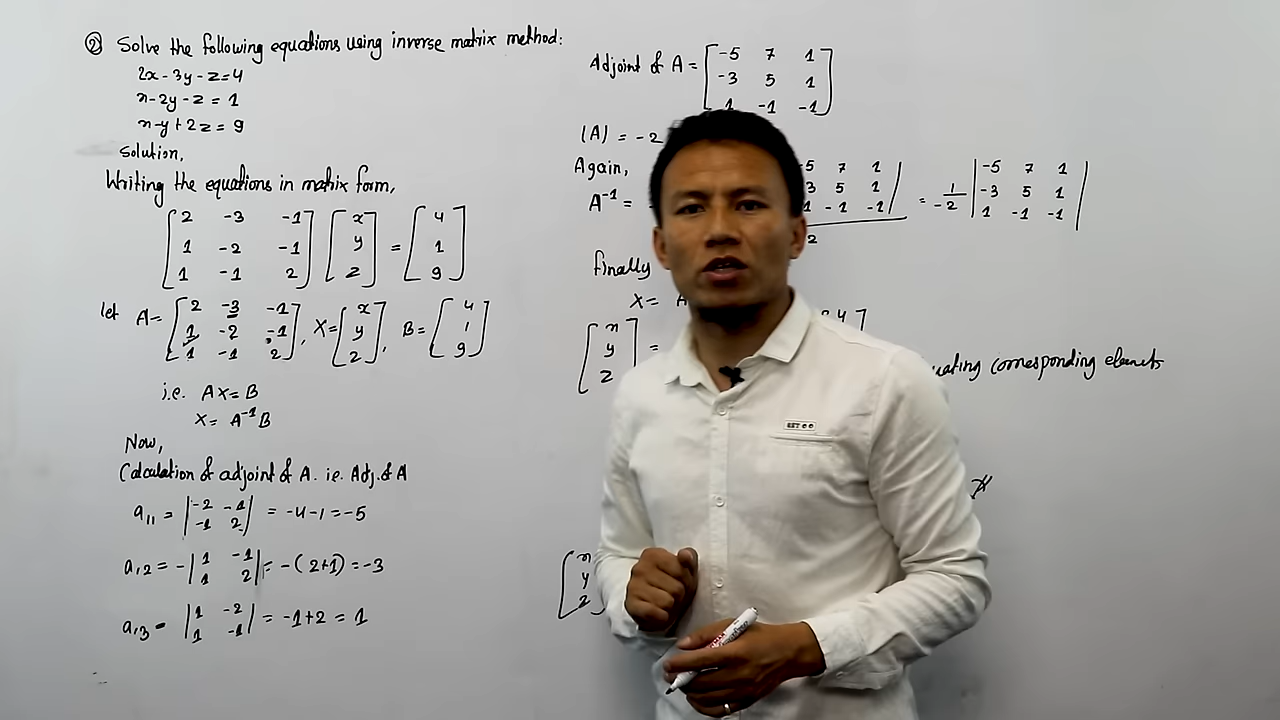 ② Solve the following equations using inverse matrix method:
2x-3y-z=4
x-2y-z=1
x-y+2z=9
Solution,
Writing the equations in matrix form,
[2 -3 -1] [x] = [4]
[1 -2 -1] [y] [1]
[1 -1 2] [z] [9]
let A= [2 -3 -1], X= [x], B= [4]
[1 -2 -1] [y] [1]
[1 -1 2] [z] [9]
i.e. AX=B
X= A⁻¹B
Now,
Calculation of adjoint of A. i.e. Adj. of A
a₁₁ = |-2 -1| = -4-1=-5
|-1 2|
a₁₂ = -|1 -1| = -(2+1)=-3
|1 2|
a₁₃ = |1 -2| = -1+2=1
|1 -1|
Adjoint of A= [-5 7 1]
[-3 5 1]
[1 -1 -1]
|A| = -2
Again,
A⁻¹ = 5 7 1| = 1/-2 |-5 7 1|
3 5 1| |-3 5 1|
1 -1 -1| |1 -1 -1|
2
Finally
X= A
[x] = 4]
[y]
[z]
uating corresponding elements
[x]
[y]
[z]